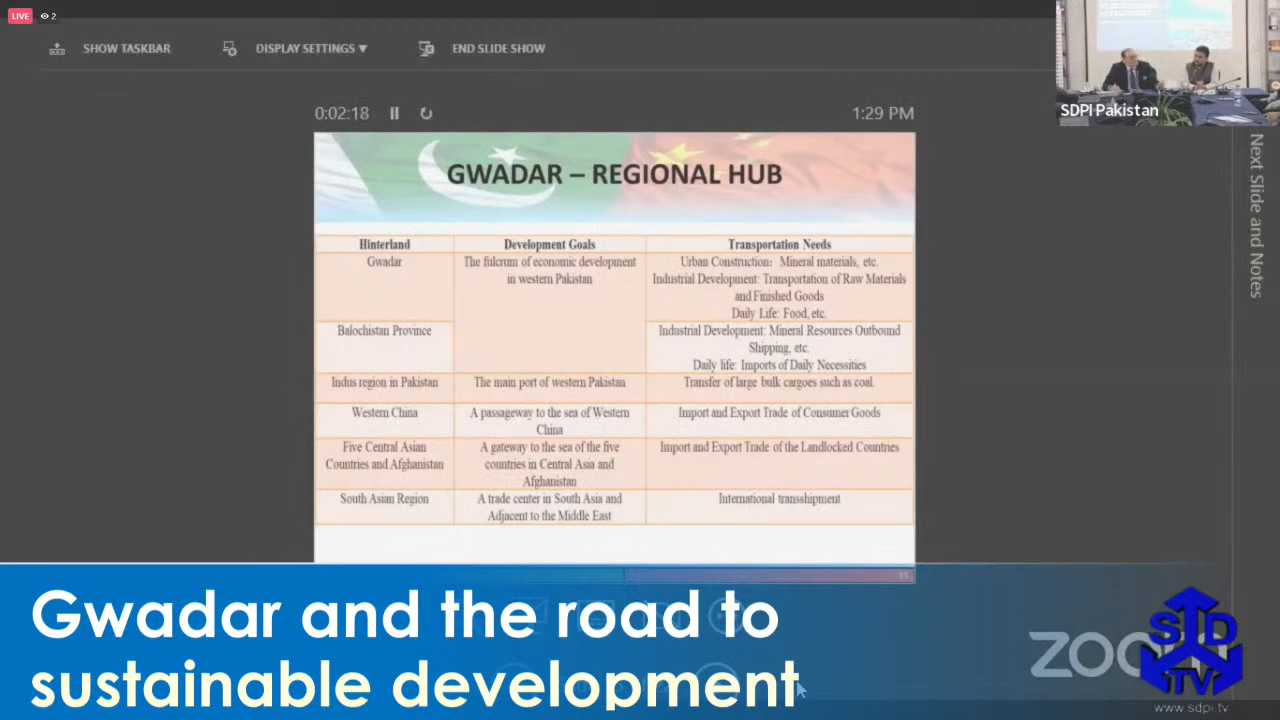 LIVE 2
SHOW TASKBAR DISPLAY SETTINGS ▼ END SLIDE SHOW
SDPI Pakistan
0:02:18 1:29 PM
Next Slide and Notes
GWADAR – REGIONAL HUB
Hinterland Development Goals Transportation Needs
Gwadar
The fulcrum of economic development
in western Pakistan
Urban Construction: Mineral materials, etc.
Industrial Development: Transportation of Raw Materials
and Finished Goods
Daily Life: Food, etc.
Balochistan Province
Industrial Development: Mineral Resources Outbound
Shipping, etc.
Daily life: Imports of Daily Necessities
Indus region in Pakistan
The main port of western Pakistan
Transfer of large bulk cargoes such as coal.
Western China
A passageway to the sea of Western
China
Import and Export Trade of Consumer Goods
Five Central Asian
Countries and Afghanistan
A gateway to the sea of the five
countries in Central Asia and
Afghanistan
Import and Export Trade of the Landlocked Countries
South Asian Region
A trade center in South Asia and
Adjacent to the Middle East
International transshipment
15
Gwadar and the road to
sustainable development
zoom
SDPI
TV
www.sdpi.tv